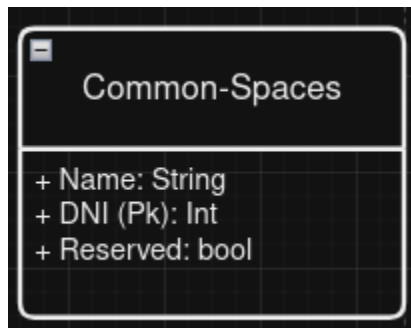 Common-Spaces
+ Name: String
+ DNI (Pk): Int
+ Reserved: bool